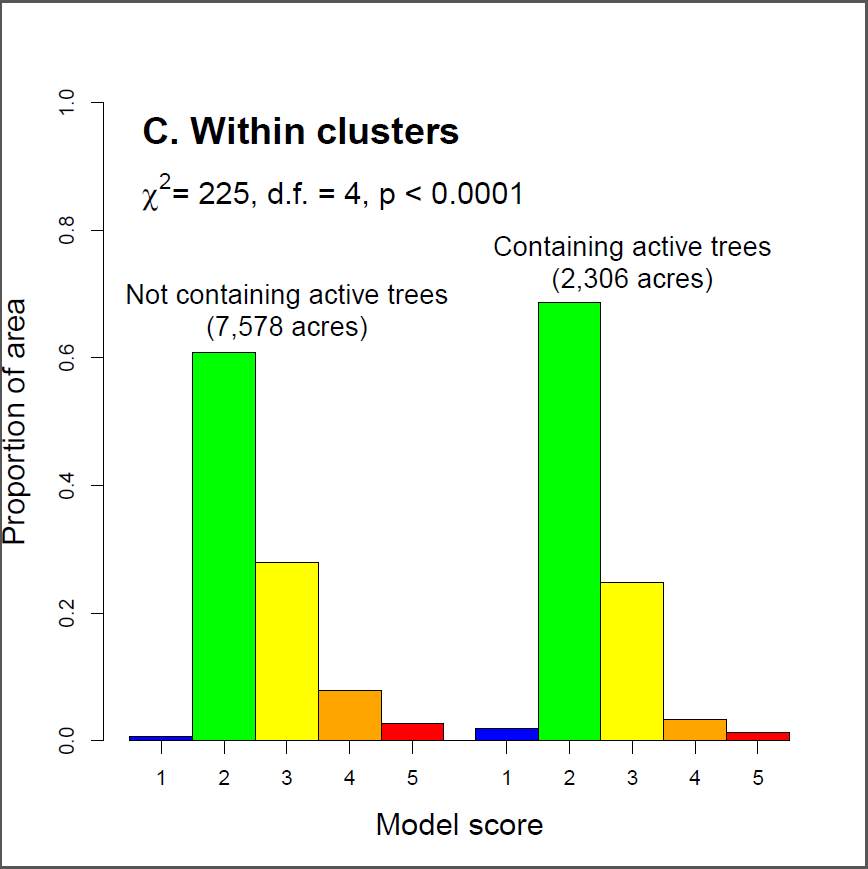 C. Within clusters
χ²= 225, d.f. = 4, p < 0.0001
Containing active trees
(2,306 acres)
Not containing active trees
(7,578 acres)
Proportion of area
1.0
0.8
0.6
0.4
0.2
0.0
1 2 3 4 5 1 2 3 4 5
Model score